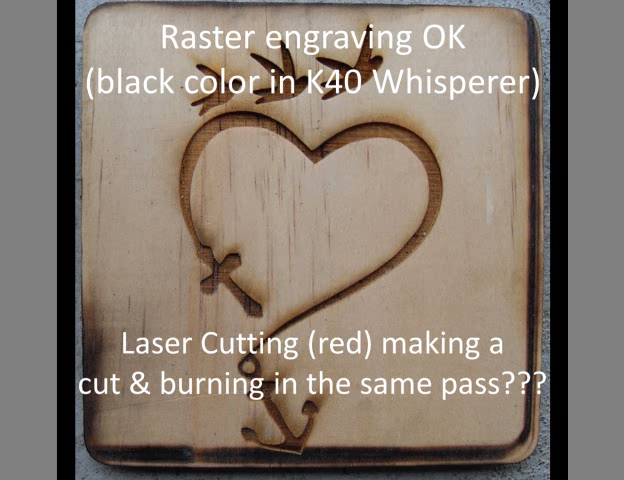 Raster engraving OK
(black color in K40 Whisperer)
Laser Cutting (red) making a
cut & burning in the same pass???